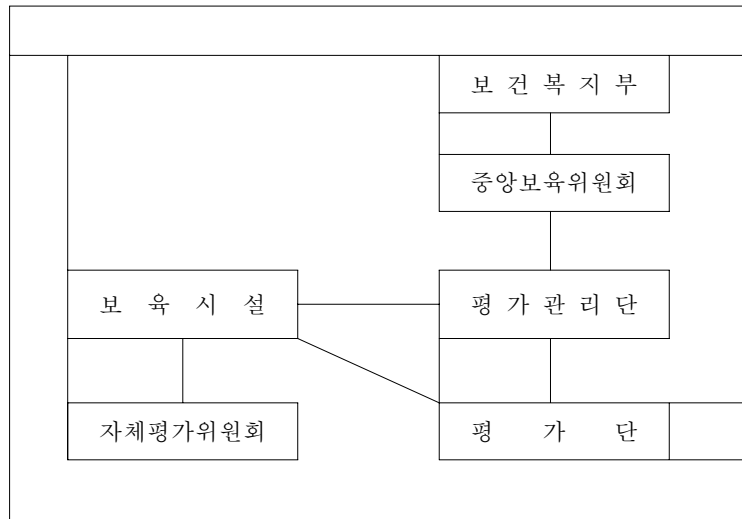 보 건 복 지 부
중앙보육위원회
보 육 시 설
평 가 관 리 단
자체평가위원회
평 가 단